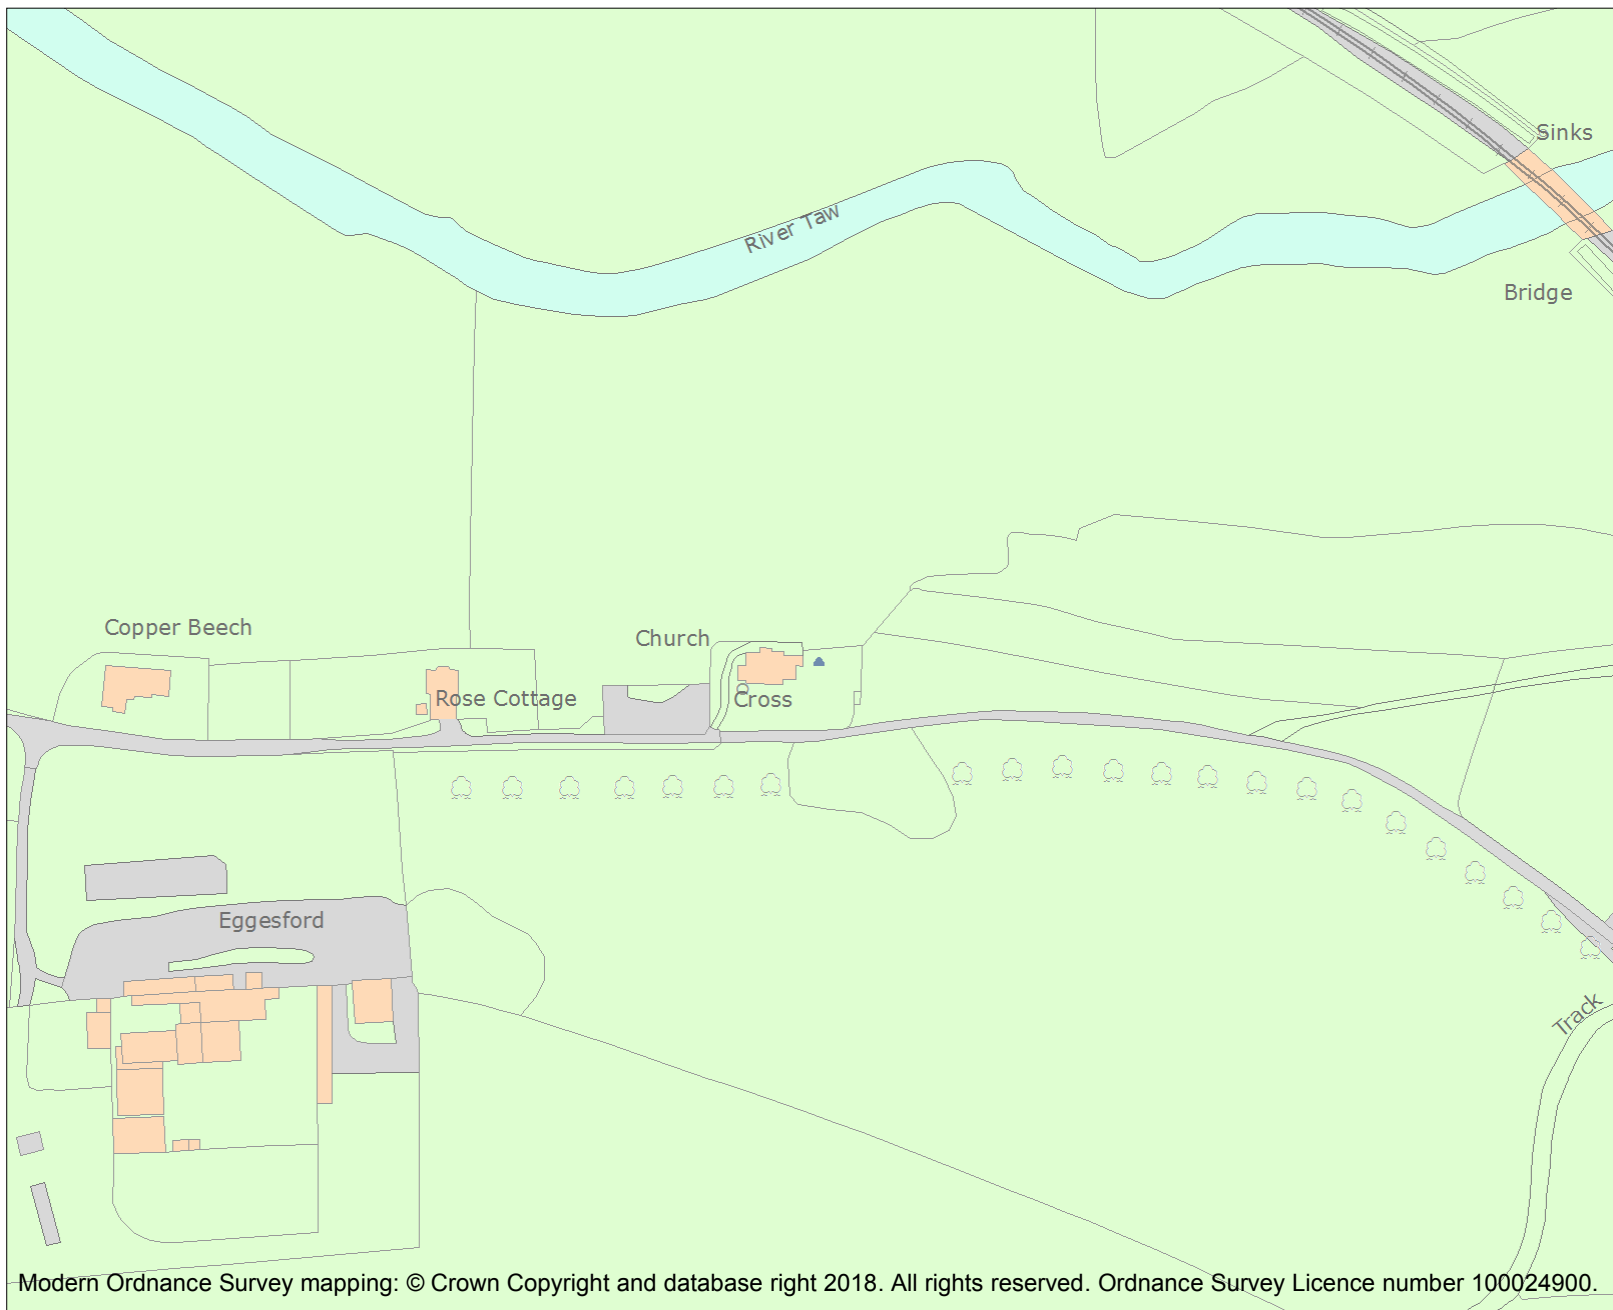 Sinks
River Taw
Bridge
Copper Beech
Church
Rose Cottage
Cross
Eggesford
Track
Modern Ordnance Survey mapping: © Crown Copyright and database right 2018. All rights reserved. Ordnance Survey Licence number 100024900.